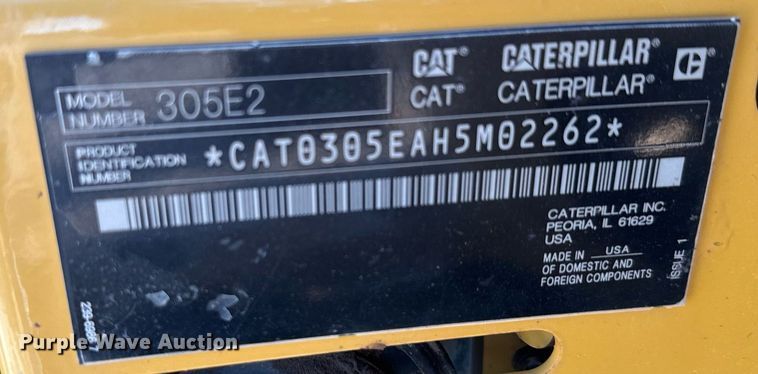 CAT® CATERPILLAR®
CAT® CATERPILLAR®
MODEL NUMBER 305E2
PRODUCT IDENTIFICATION NUMBER *CAT0305EAH5M02262*
CATERPILLAR INC.
PEORIA, IL 61629
USA
MADE IN USA
OF DOMESTIC AND
FOREIGN COMPONENTS
ISSUE 1
Purple Wave Auction